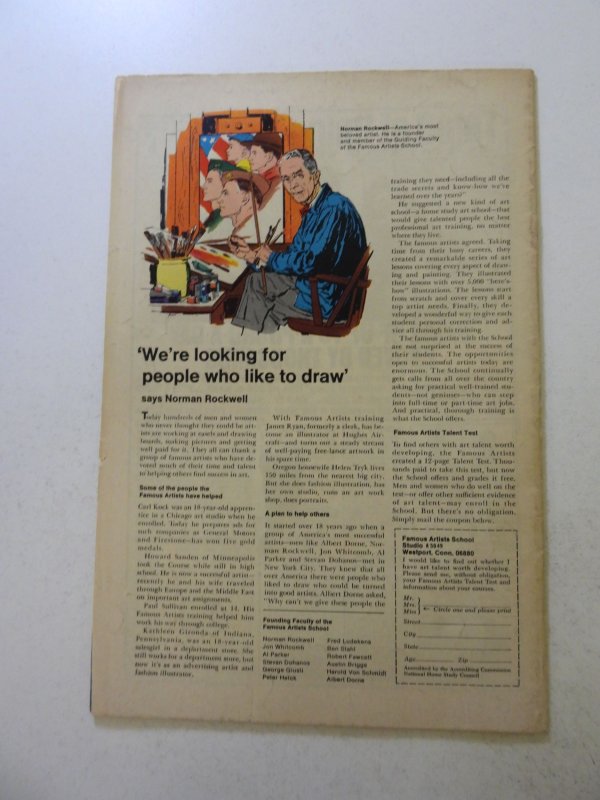 Norman Rockwell—America's most
beloved artist. He is a founder
and member of the Guiding Faculty
of the Famous Artists School.
'We're looking for
people who like to draw'
says Norman Rockwell
Today hundreds of men and women
who never thought they could be art-
ists are working at easels and drawing
boards, making pictures and getting
well paid for it. They all can thank a
group of famous artists who have de-
voted much of their time and talent
to helping others find success in art.
Some of the people the
Famous Artists have helped
Carl Kock was an 18-year-old appren-
tice in a Chicago art studio when he
enrolled. Today he prepares ads for
such companies as General Motors
and Firestone—has won five gold
medals.
Howard Sanden of Minneapolis
took the Course while still in high
school. He is now a successful artist—
recently he and his wife traveled
through Europe and the Middle East
on important art assignments.
Paul Sullivan enrolled at 14. His
Famous Artists training helped him
work his way through college.
Kathleen Gironda of Indiana,
Pennsylvania, was an 18-year-old
salesgirl in a department store. She
still works for a department store, but
now it's as an advertising artist and
fashion illustrator.
With Famous Artists training
James Ryan, formerly a clerk, has be-
come an illustrator at Hughes Air-
craft—and turns out a steady stream
of well-paying free-lance artwork in
his spare time.
Oregon housewife Helen Tryk lives
150 miles from the nearest big city.
But she does fashion illustration, has
her own studio, runs an art work
shop, does portraits.
A plan to help others
It started over 18 years ago when a
group of America's most successful
artists—men like Albert Dorne, Nor-
man Rockwell, Jon Whitcomb, Al
Parker and Stevan Dohanos—met in
New York City. They knew that all
over America there were people who
liked to draw who could be turned
into good artists. Albert Dorne asked,
"Why can't we give these people the
Founding Faculty of the
Famous Artists School
Norman Rockwell
Jon Whitcomb
Al Parker
Stevan Dohanos
George Giusti
Peter Helck
Fred Ludekens
Ben Stahl
Robert Fawcett
Austin Briggs
Harold Von Schmidt
Albert Dorne
training they need—including all the
trade secrets and know-how we've
learned over the years?"
He suggested a new kind of art
school—a home study art school—that
would give talented people the best
professional art training, no matter
where they live.
The famous artists agreed. Taking
time from their busy careers, they
created a remarkable series of art
lessons covering every aspect of draw-
ing and painting. They illustrated
their lessons with over 5,000 "here's-
how" illustrations. The lessons start
from scratch and cover every skill a
top artist needs. Finally, they de-
veloped a wonderful way to give each
student personal correction and ad-
vice all through his training.
The famous artists with the School
are not surprised at the success of
their students. The opportunities
open to successful artists today are
enormous. The School continually
gets calls from all over the country
asking for practical well-trained stu-
dents—not geniuses—who can step
into full-time or part-time art jobs.
And practical, thorough training is
what the School offers.
Famous Artists Talent Test
To find others with art talent worth
developing, the Famous Artists
created a 12-page Talent Test. Thou-
sands paid to take this test, but now
the School offers and grades it free.
Men and women who do well on the
test—or offer other sufficient evidence
of art talent—may enroll in the
School. But there's no obligation.
Simply mail the coupon below.
Famous Artists School
Studio
Westport, Conn. 06880
I would like to find out whether I
have art talent worth developing.
Please send me, without obligation,
your Famous Artists Talent Test and
information about your courses.
Mr.
Mrs.
Miss
Circle one and please print
Street
City
State
Age Zip
Accredited by the Accrediting Commission
National Home Study Council